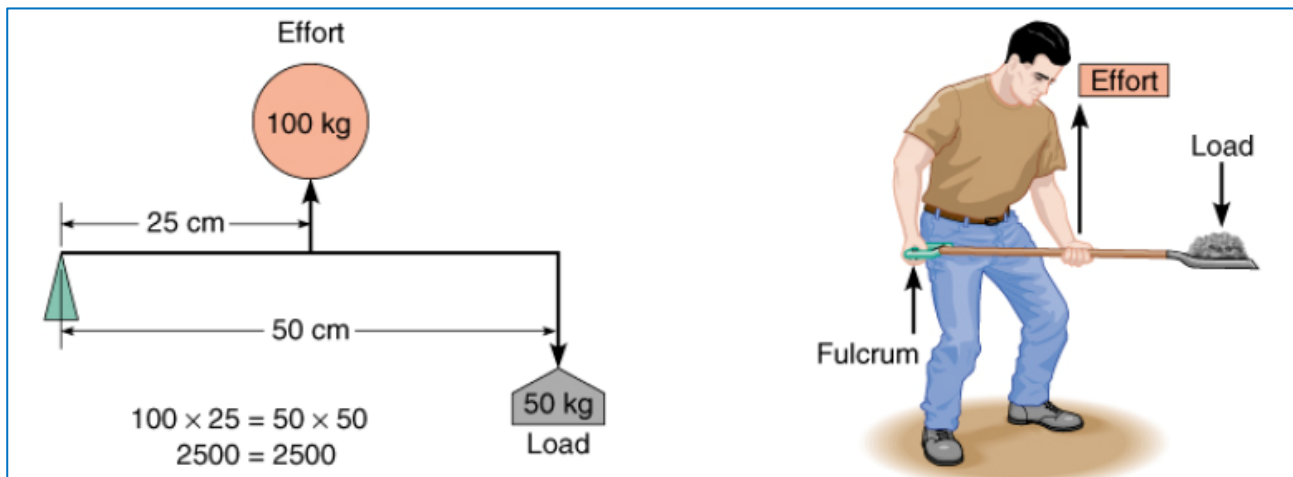 Effort
100 kg
25 cm
50 cm
50 kg
Load
100 × 25 = 50 × 50
2500 = 2500
Effort
Load
Fulcrum